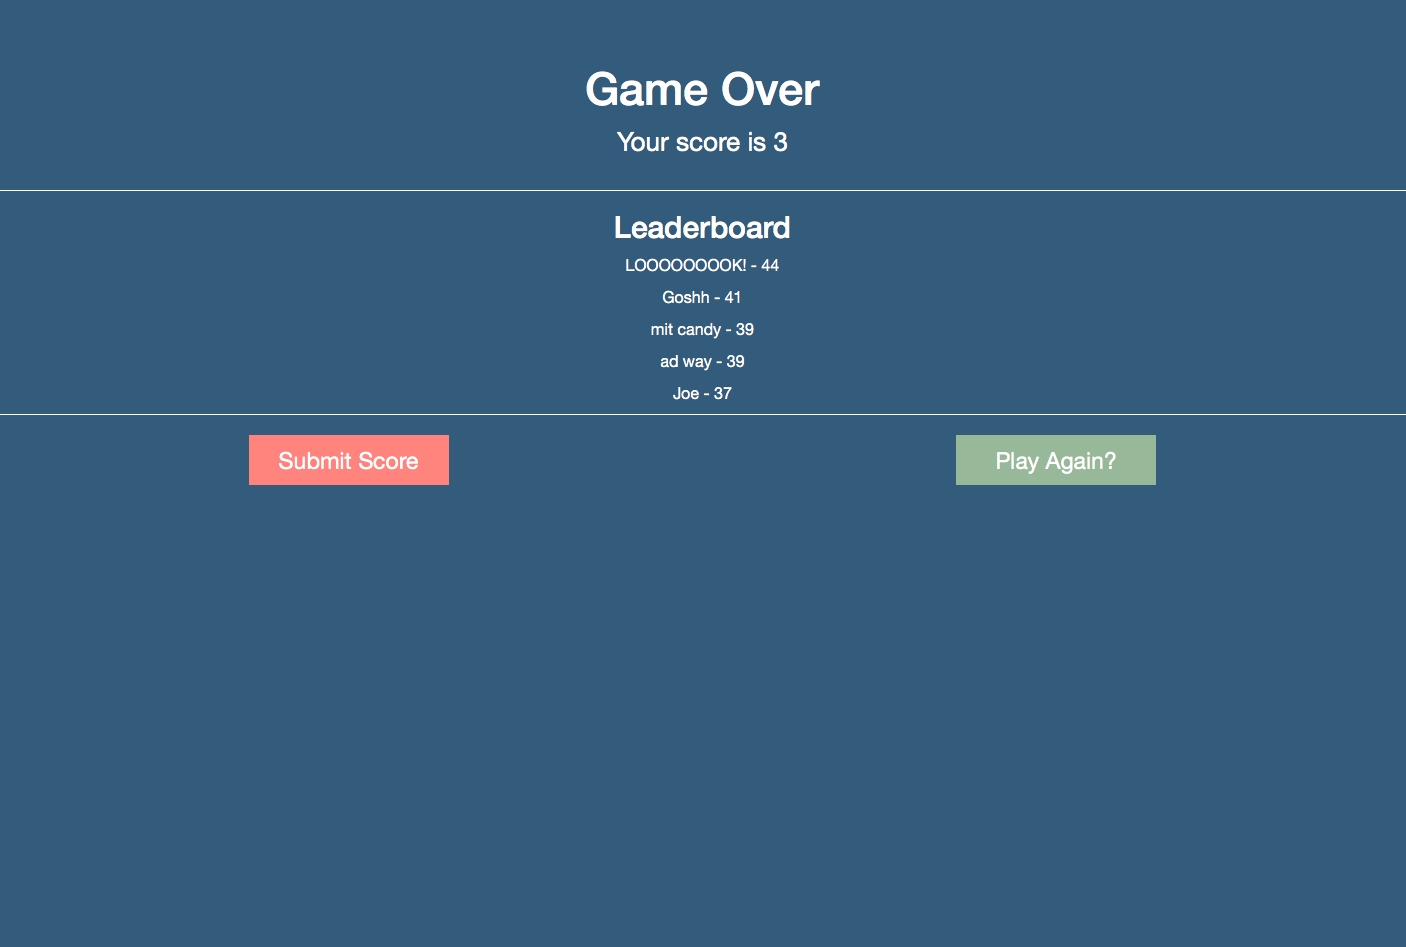 Game Over
Your score is 3
Leaderboard
LOOOOOOOOK! - 44
Goshh - 41
mit candy - 39
ad way - 39
Joe - 37
Submit Score
Play Again?